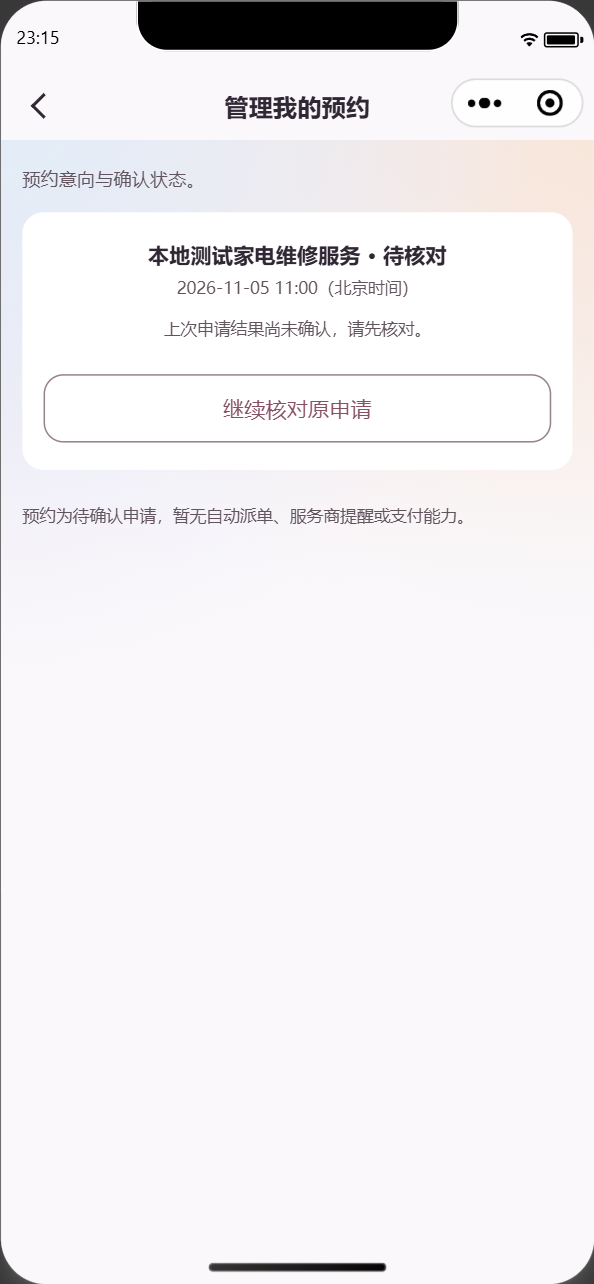 23:15
管理我的预约
预约意向与确认状态。
本地测试家电维修服务·待核对
2026-11-05 11:00（北京时间）
上次申请结果尚未确认，请先核对。
继续核对原申请
预约为待确认申请，暂无自动派单、服务商提醒或支付能力。